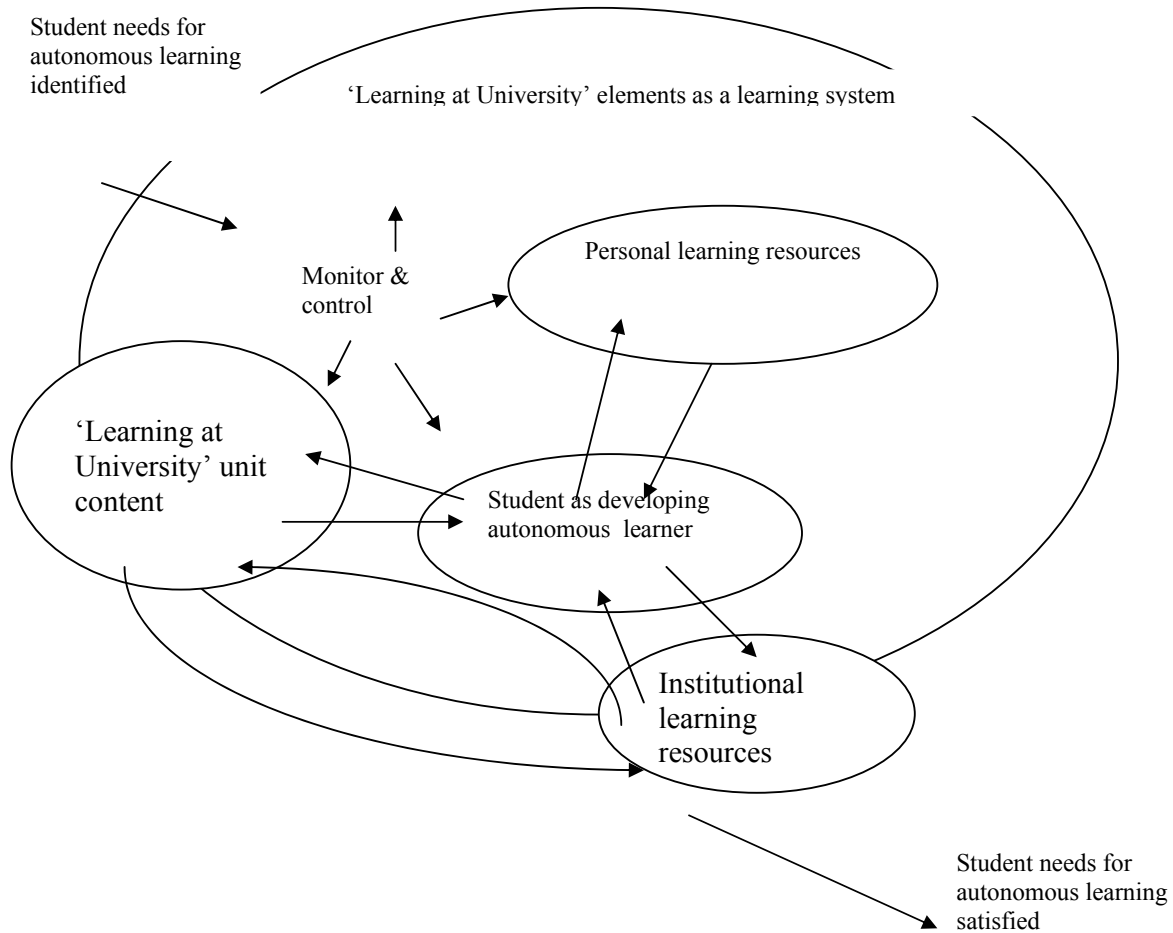 Student needs for
autonomous learning
identified
‘Learning at University’ elements as a learning system
Personal learning resources
Monitor &
control
‘Learning at
University’ unit
content
Student as developing
autonomous learner
Institutional
learning
resources
Student needs for
autonomous learning
satisfied